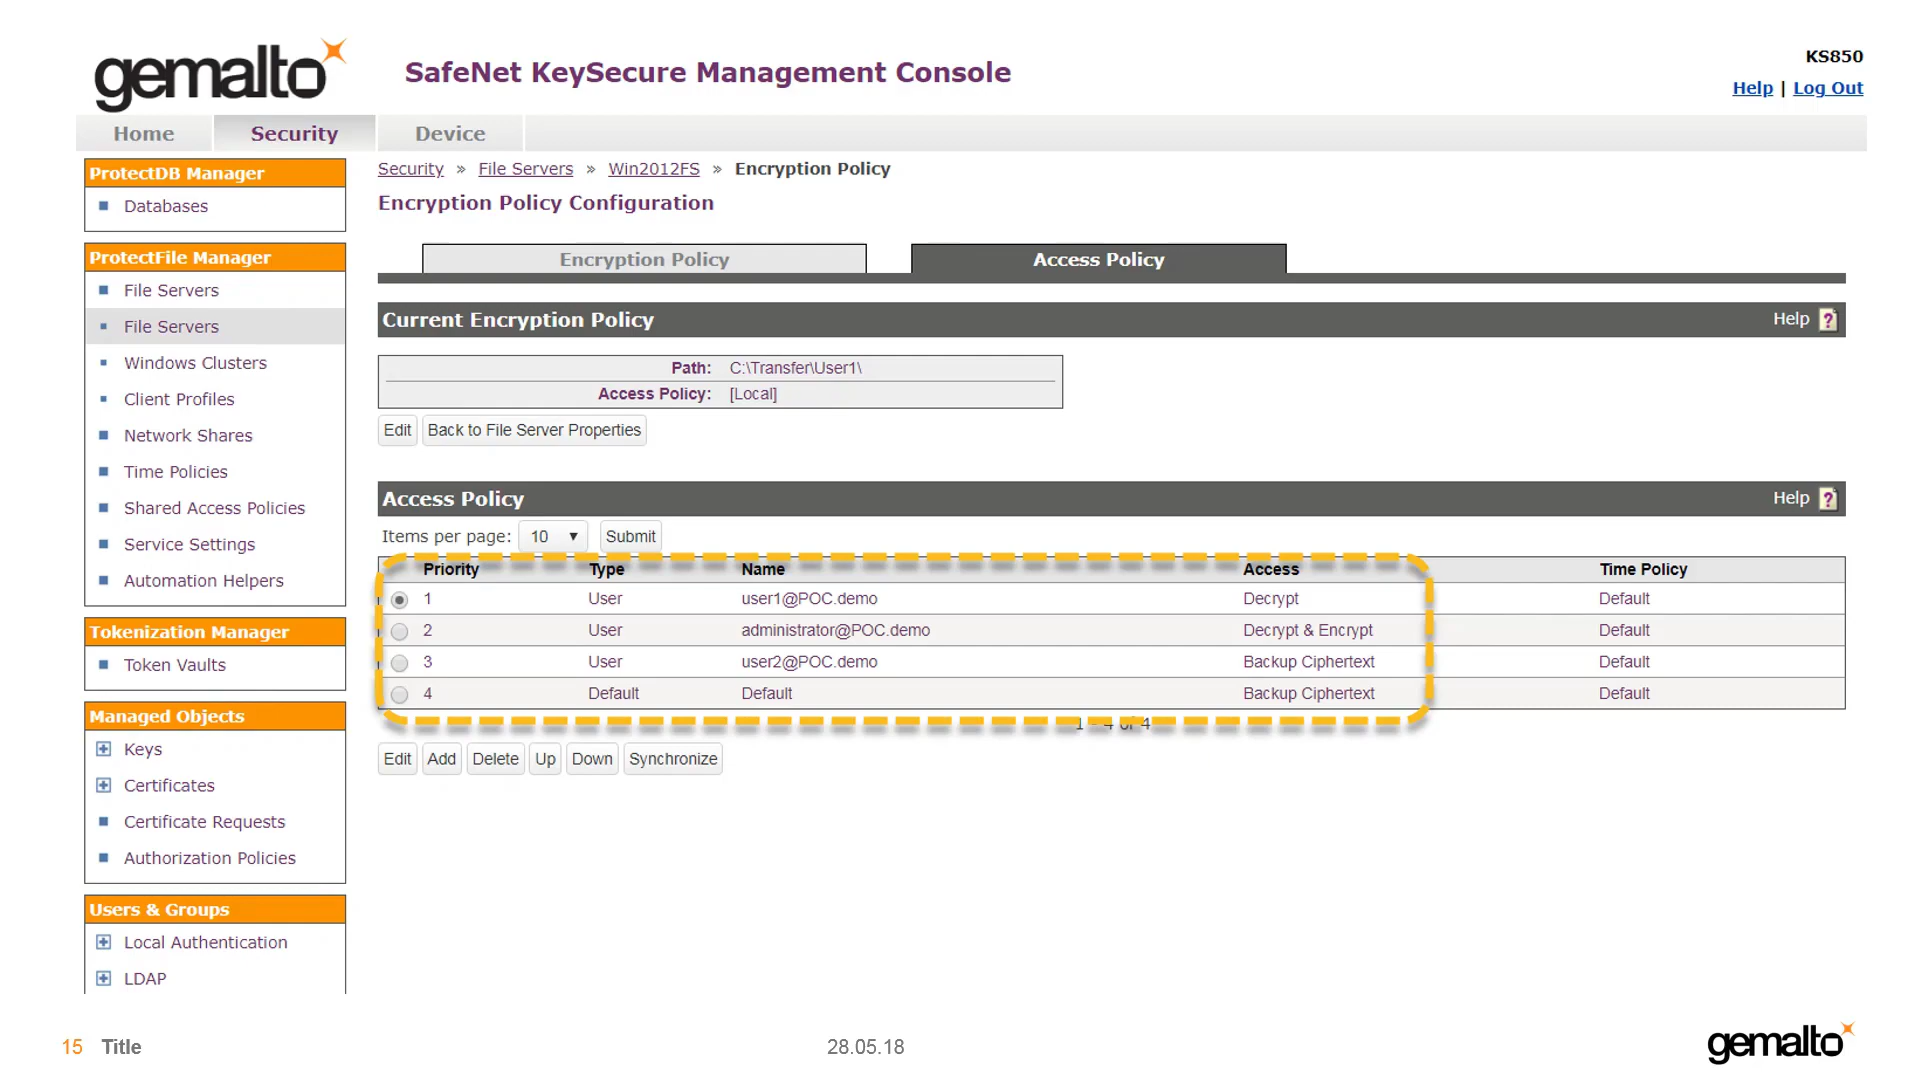 gemalto
SafeNet KeySecure Management Console
KS850
Help | Log Out
Home Security Device
ProtectDB Manager
Databases
ProtectFile Manager
File Servers
File Servers
Windows Clusters
Client Profiles
Network Shares
Time Policies
Shared Access Policies
Service Settings
Automation Helpers
Tokenization Manager
Token Vaults
Managed Objects
Keys
Certificates
Certificate Requests
Authorization Policies
Users & Groups
Local Authentication
LDAP
Security » File Servers » Win2012FS » Encryption Policy
Encryption Policy Configuration
Encryption Policy Access Policy
Current Encryption Policy Help ?
Path: C:\Transfer\User1\
Access Policy: [Local]
Edit Back to File Server Properties
Access Policy Help ?
Items per page: 10 Submit
Priority Type Name Access Time Policy
1 User user1@POC.demo Decrypt Default
2 User administrator@POC.demo Decrypt & Encrypt Default
3 User user2@POC.demo Backup Ciphertext Default
4 Default Default Backup Ciphertext Default
1 - 4 of 4
Edit Add Delete Up Down Synchronize
15 Title 28.05.18 gemalto